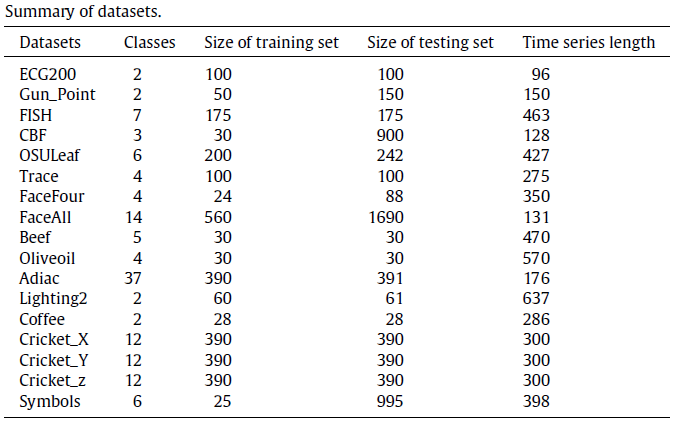 Summary of datasets.
Datasets Classes Size of training set Size of testing set Time series length
ECG200 2 100 100 96
Gun_Point 2 50 150 150
FISH 7 175 175 463
CBF 3 30 900 128
OSULeaf 6 200 242 427
Trace 4 100 100 275
FaceFour 4 24 88 350
FaceAll 14 560 1690 131
Beef 5 30 30 470
Oliveoil 4 30 30 570
Adiac 37 390 391 176
Lighting2 2 60 61 637
Coffee 2 28 28 286
Cricket_X 12 390 390 300
Cricket_Y 12 390 390 300
Cricket_z 12 390 390 300
Symbols 6 25 995 398